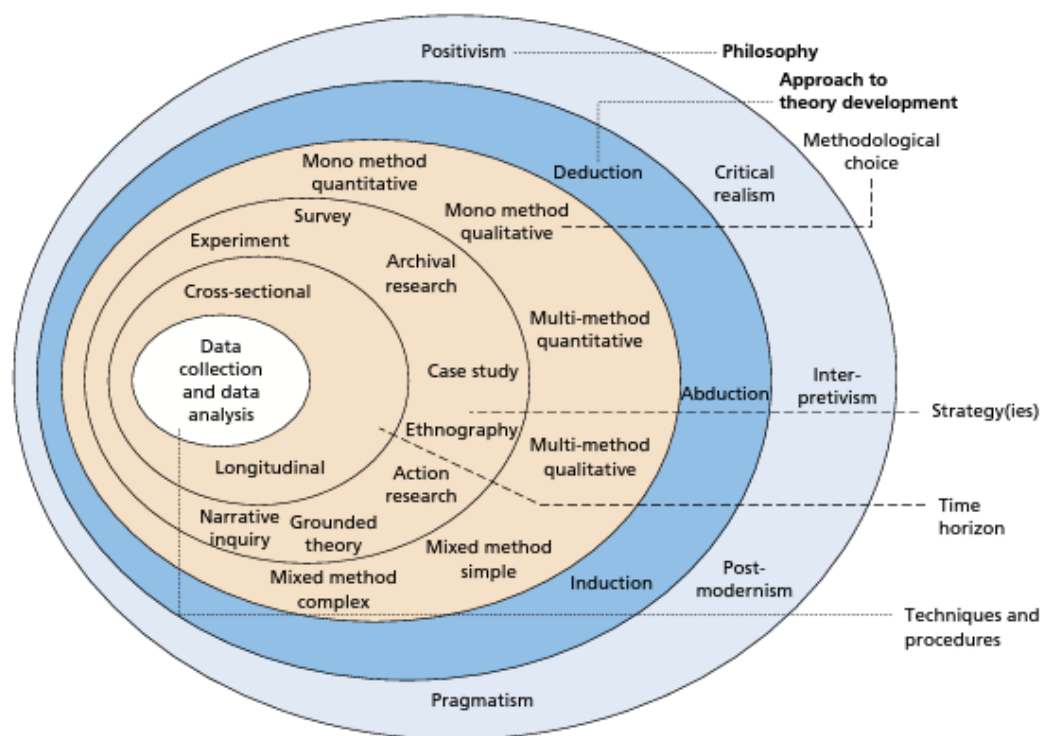 Positivism
Philosophy
Approach to
theory development
Methodological
choice
Mono method
quantitative
Deduction
Critical
realism
Survey
Mono method
qualitative
Experiment
Archival
research
Cross-sectional
Multi-method
quantitative
Data
collection
and data
analysis
Case study
Abduction
Inter-
pretivism
Strategy(ies)
Ethnography
Multi-method
qualitative
Longitudinal
Action
research
Time
horizon
Narrative
inquiry
Grounded
theory
Mixed method
simple
Mixed method
complex
Induction
Post-
modernism
Techniques and
procedures
Pragmatism